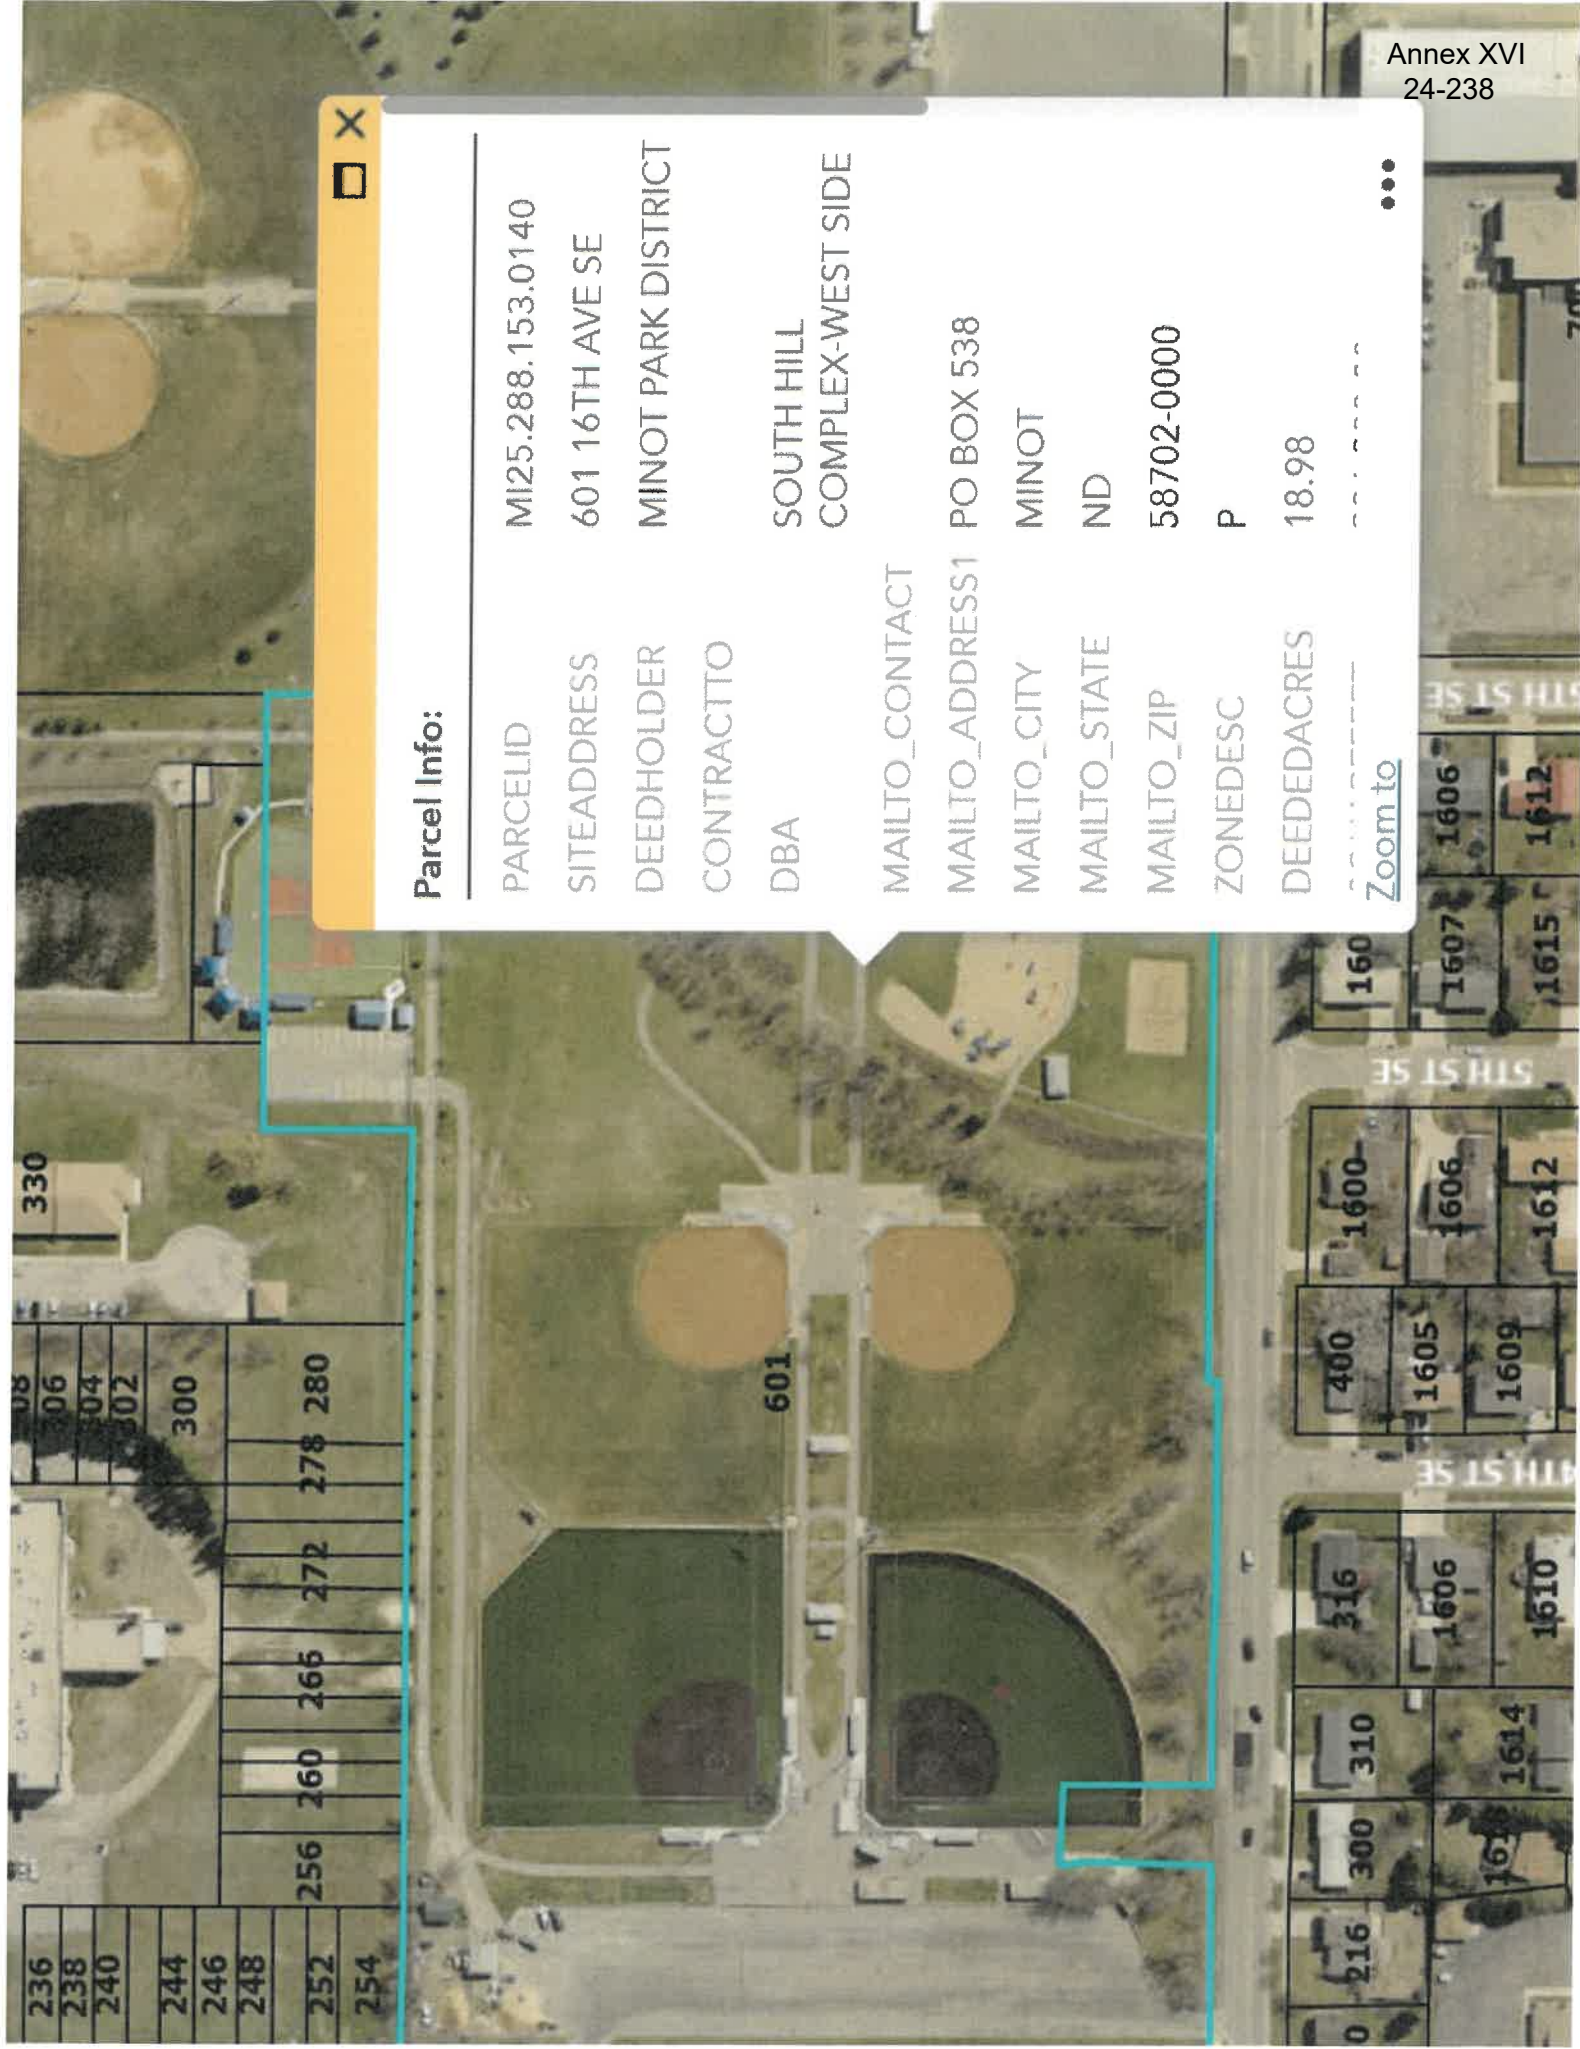 Annex XVI
24-238
Parcel Info:
PARCELID MI25.288.153.0140
SITEADDRESS 601 16TH AVE SE
DEEDHOLDER MINOT PARK DISTRICT
CONTRACTTO
DBA SOUTH HILL
COMPLEX-WEST SIDE
MAILTO_CONTACT
MAILTO_ADDRESS1 PO BOX 538
MAILTO_CITY MINOT
MAILTO_STATE ND
MAILTO_ZIP 58702-0000
ZONEDESC P
DEEDEDACRES 18.98
Zoom to
236
238
240
244
246
248
252
254
256
260
266
272
278
280
300
302
304
306
330
601
5TH ST SE
4TH ST SE
1606
1612
1607
1615
1600
1606
1612
400
1605
1609
316
1606
1610
310
1614
300
216